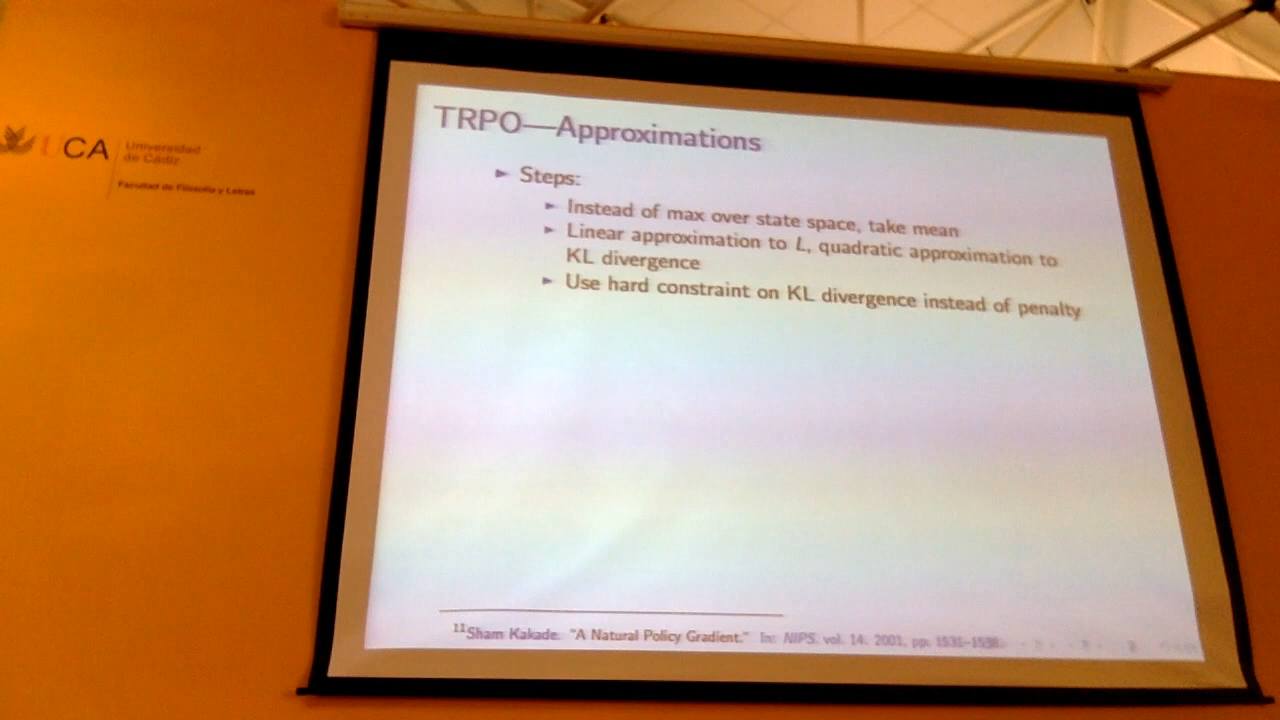 UCA
Universidad
de Cádiz
Facultad de Filosofía y Letras
TRPO—Approximations
Steps:
Instead of max over state space, take mean
Linear approximation to L, quadratic approximation to
KL divergence
Use hard constraint on KL divergence instead of penalty
11Sham Kakade. "A Natural Policy Gradient." In: NIPS. vol. 14. 2001, pp. 1531–1538.